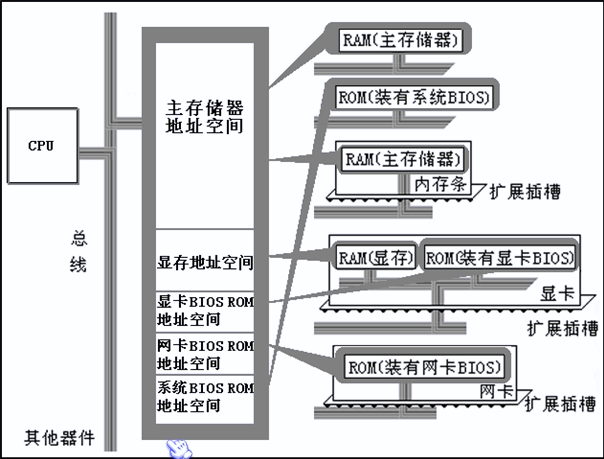 CPU
总
线
其他器件
主存储器
地址空间
显存地址空间
显卡BIOS ROM
地址空间
网卡BIOS ROM
地址空间
系统BIOS ROM
地址空间
RAM(主存储器)
ROM(装有系统BIOS)
RAM(主存储器)
内存条
扩展插槽
RAM(显存)
ROM(装有显卡BIOS)
显卡
扩展插槽
ROM(装有网卡BIOS)
网卡
扩展插槽